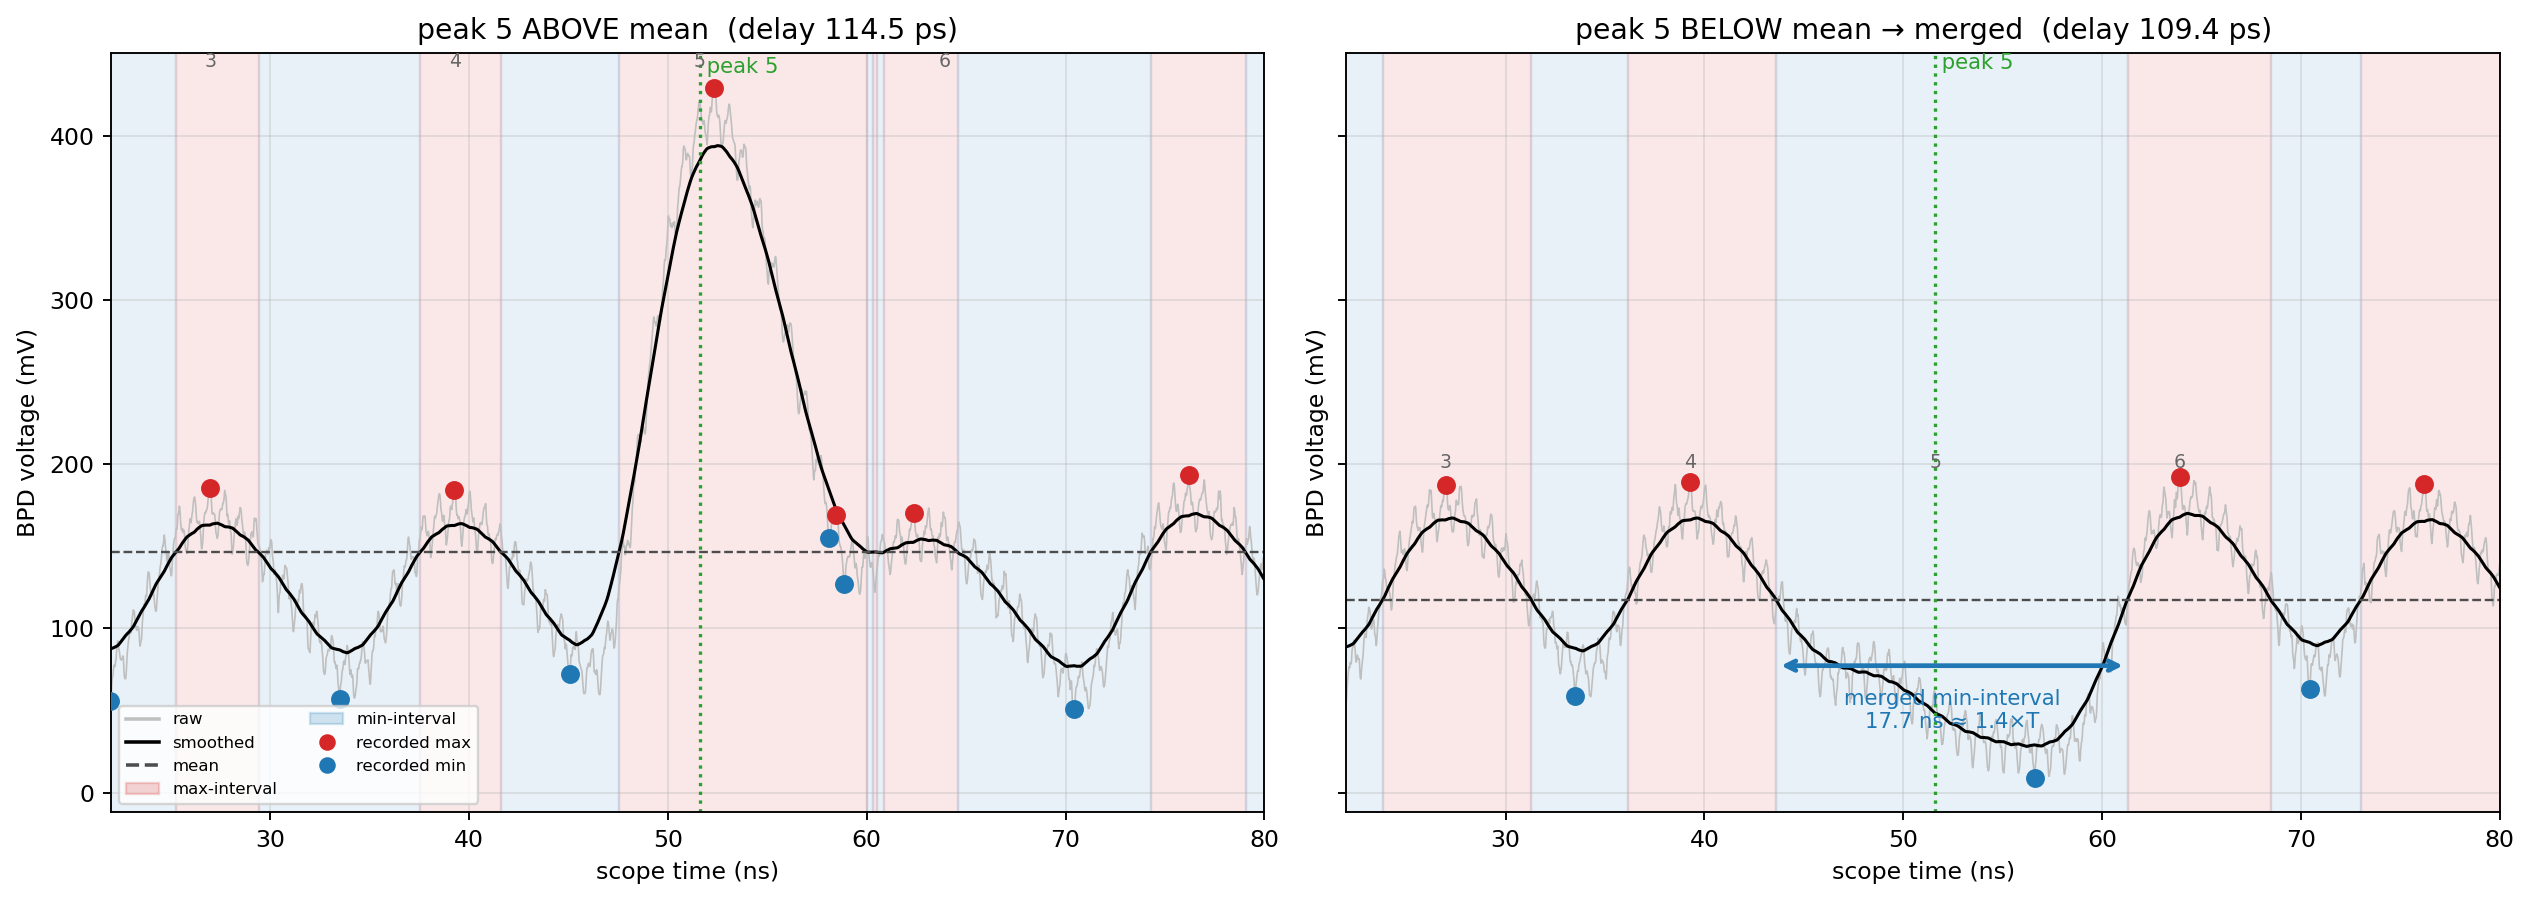 peak 5 ABOVE mean (delay 114.5 ps)
3
4
5
6
peak 5
400
300
200
100
0
BPD voltage (mV)
raw
smoothed
mean
max-interval
min-interval
recorded max
recorded min
30
40
50
60
70
80
scope time (ns)
peak 5 BELOW mean → merged (delay 109.4 ps)
peak 5
3
4
5
6
BPD voltage (mV)
merged min-interval
17.7 ns ≈ 1.4×T
30
40
50
60
70
80
scope time (ns)